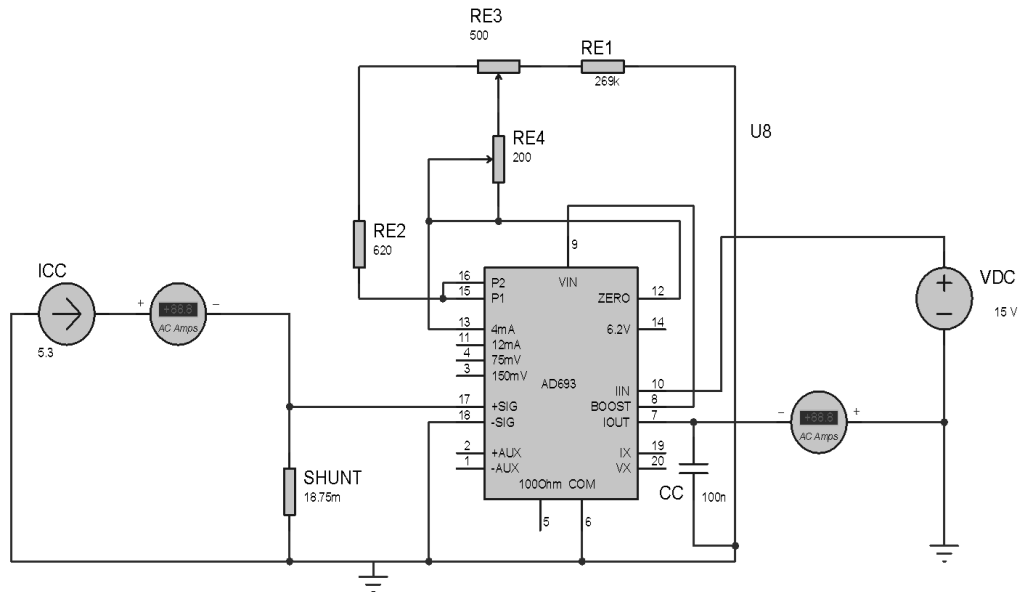 RE3
500
RE1
269k
U8
RE4
200
RE2
620
9
ICC
5.3
+ −
+88.8
AC Amps
16 P2 VIN
15 P1 ZERO 12
13 4mA 6.2V 14
11 12mA
4 75mV
3 150mV
AD693
IIN 10
17 +SIG BOOST 8
18 -SIG IOUT 7
2 +AUX IX 19
1 -AUX VX 20
100Ohm COM
5 6
SHUNT
18.75m
CC
100n
− +
+88.8
AC Amps
+
−
VDC
15 V